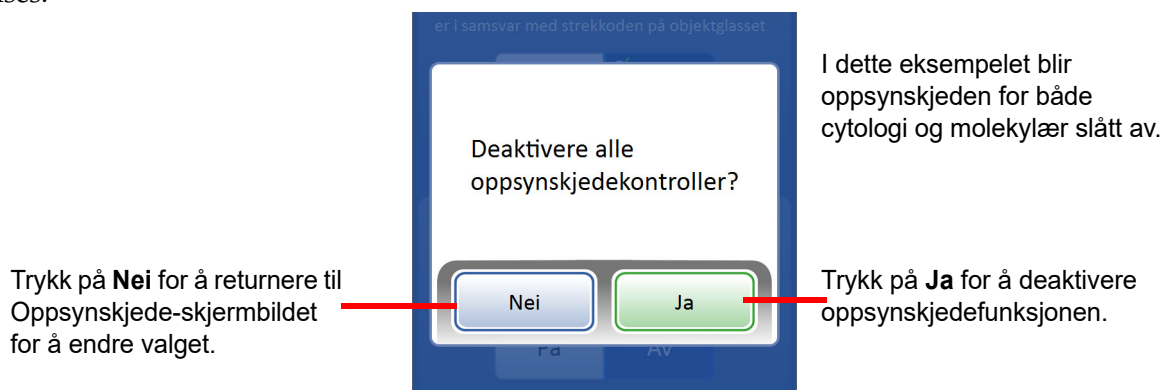 er i samsvar med strekkoden på objektglasset
I dette eksempelet blir
oppsynskjeden for både
cytologi og molekylær slått av.
Deaktivere alle
oppsynskjedekontroller?
Trykk på Nei for å returnere til
Oppsynskjede-skjermbildet
for å endre valget.
Nei
Ja
Trykk på Ja for å deaktivere
oppsynskjedefunksjonen.
På
Av